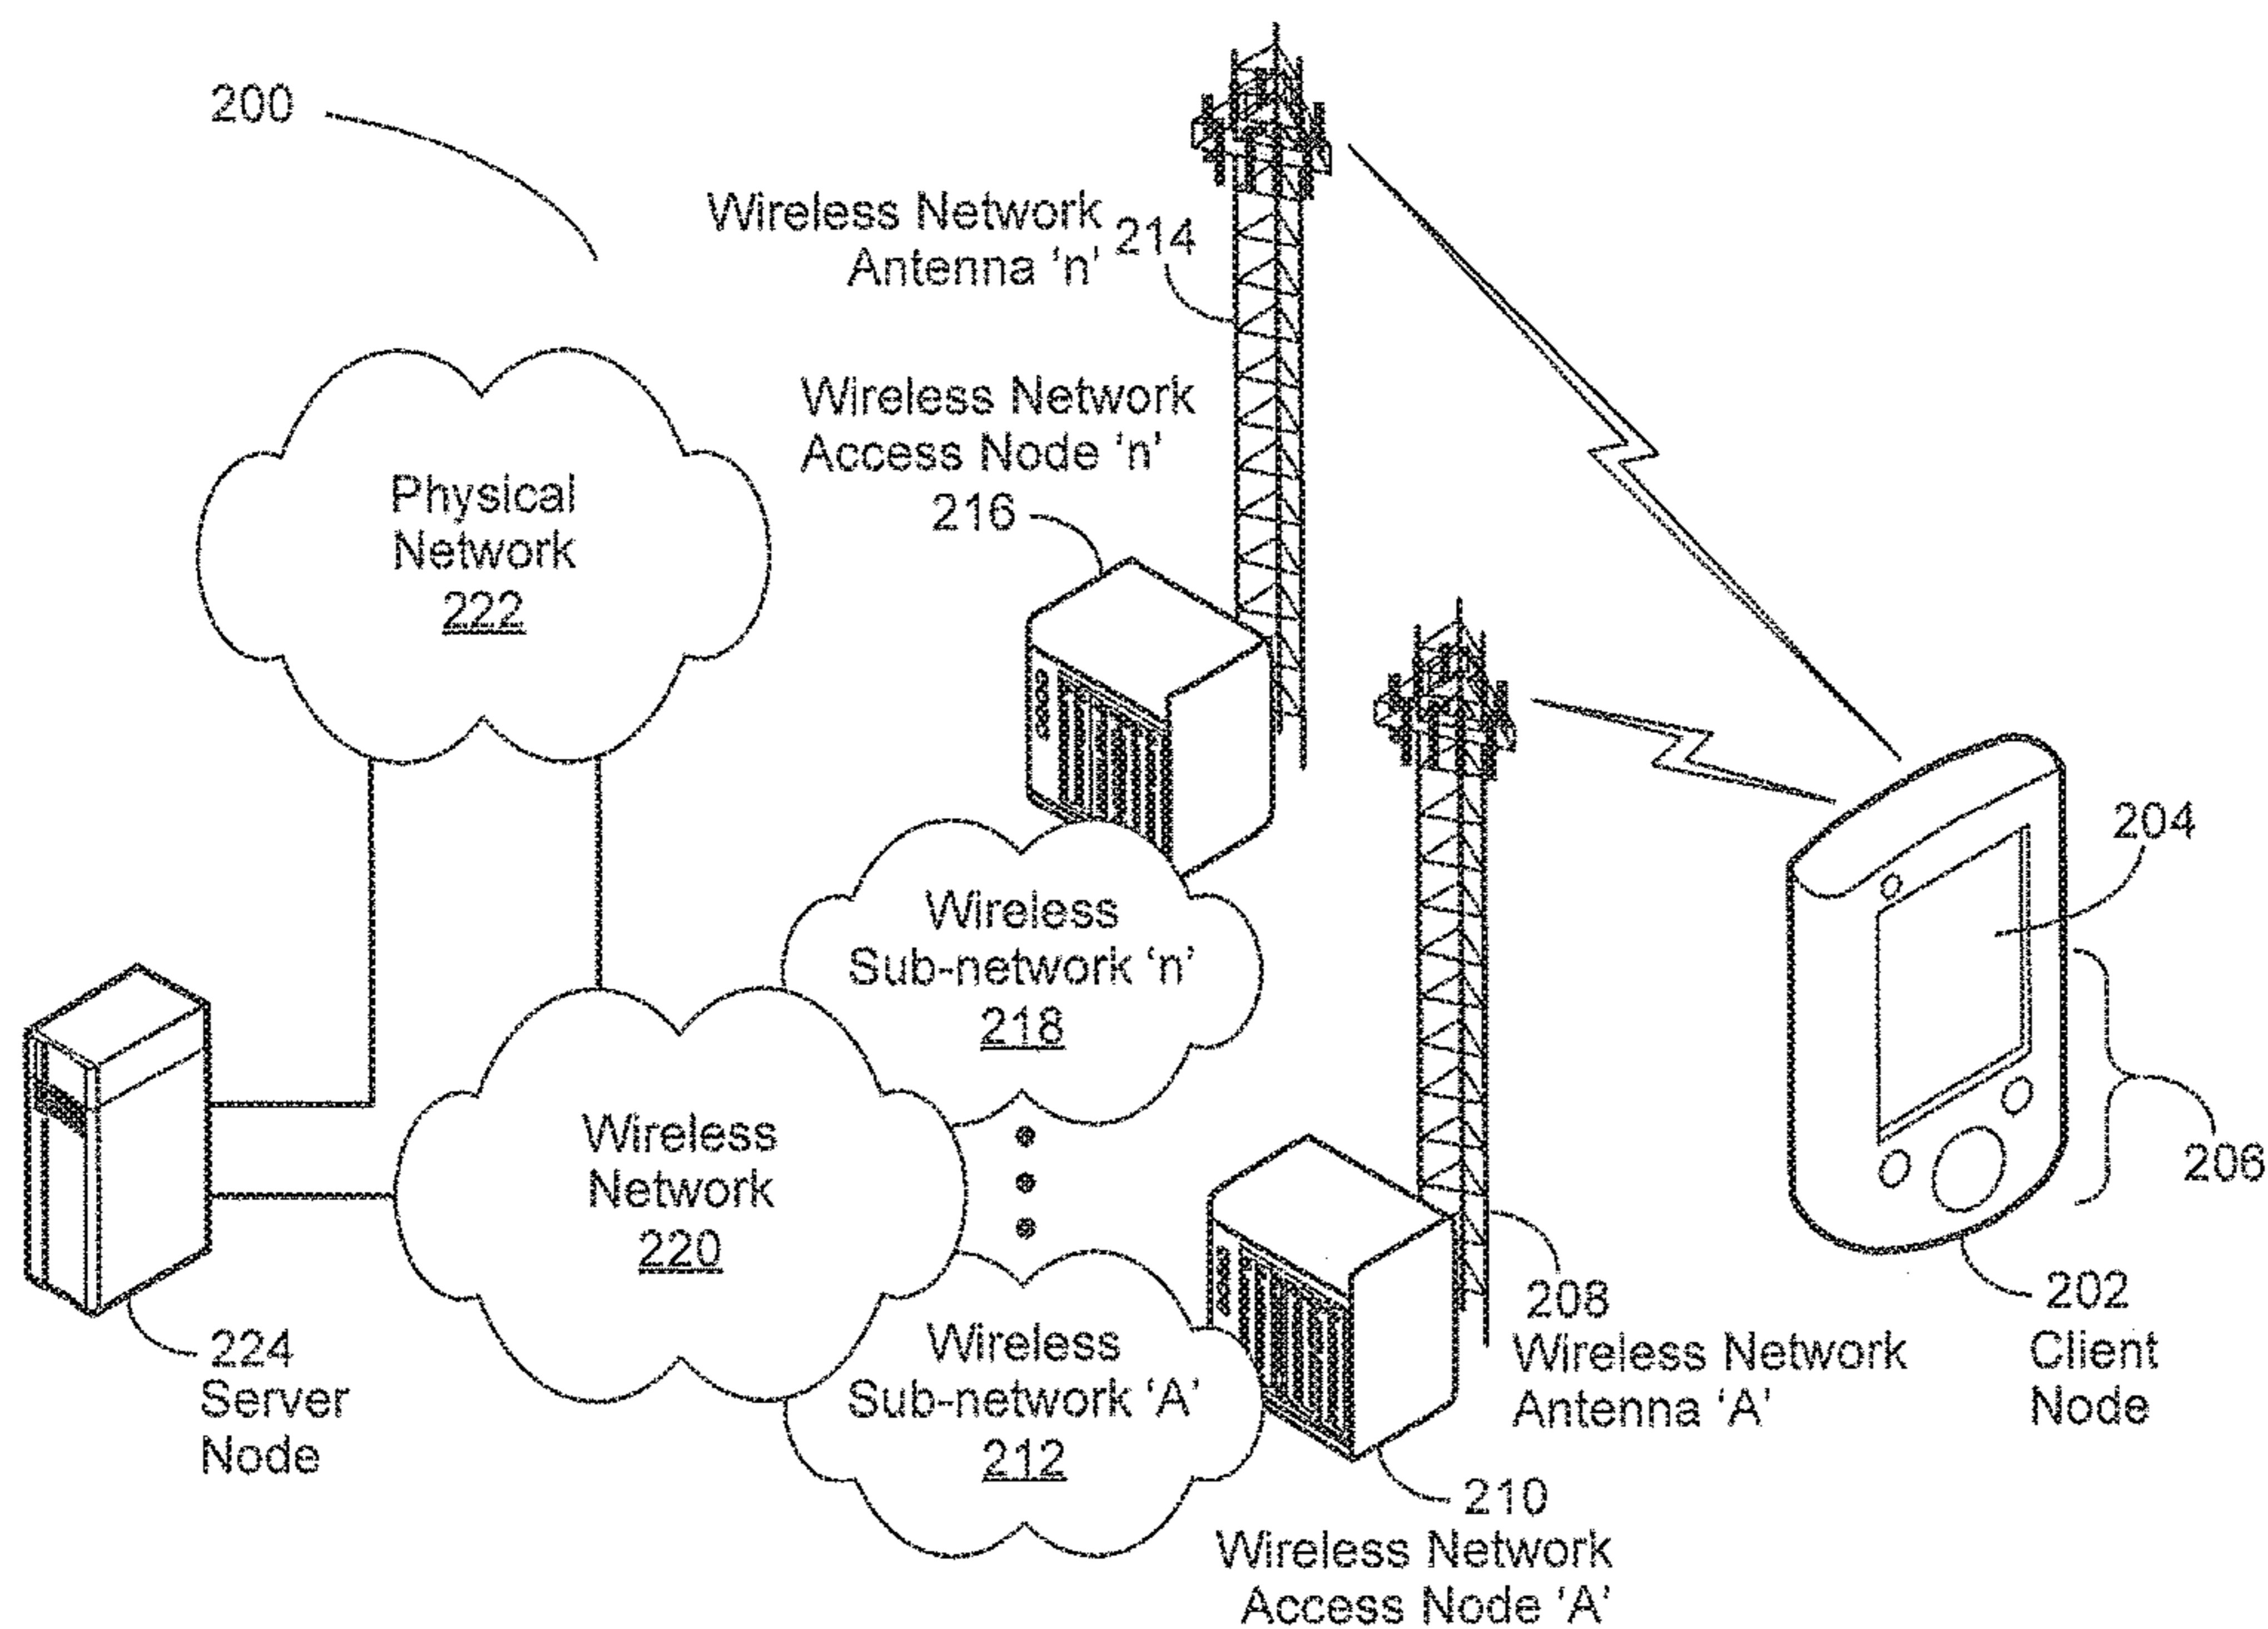 200
Wireless Network
Antenna ‘n’
214
Wireless Network
Access Node ‘n’
216
Physical
Network
222
204
Wireless
Sub-network ‘n’
218
206
Wireless
Network
220
208
Wireless Network
Antenna ‘A’
202
Client
Node
224
Server
Node
Wireless
Sub-network ‘A’
212
210
Wireless Network
Access Node ‘A’